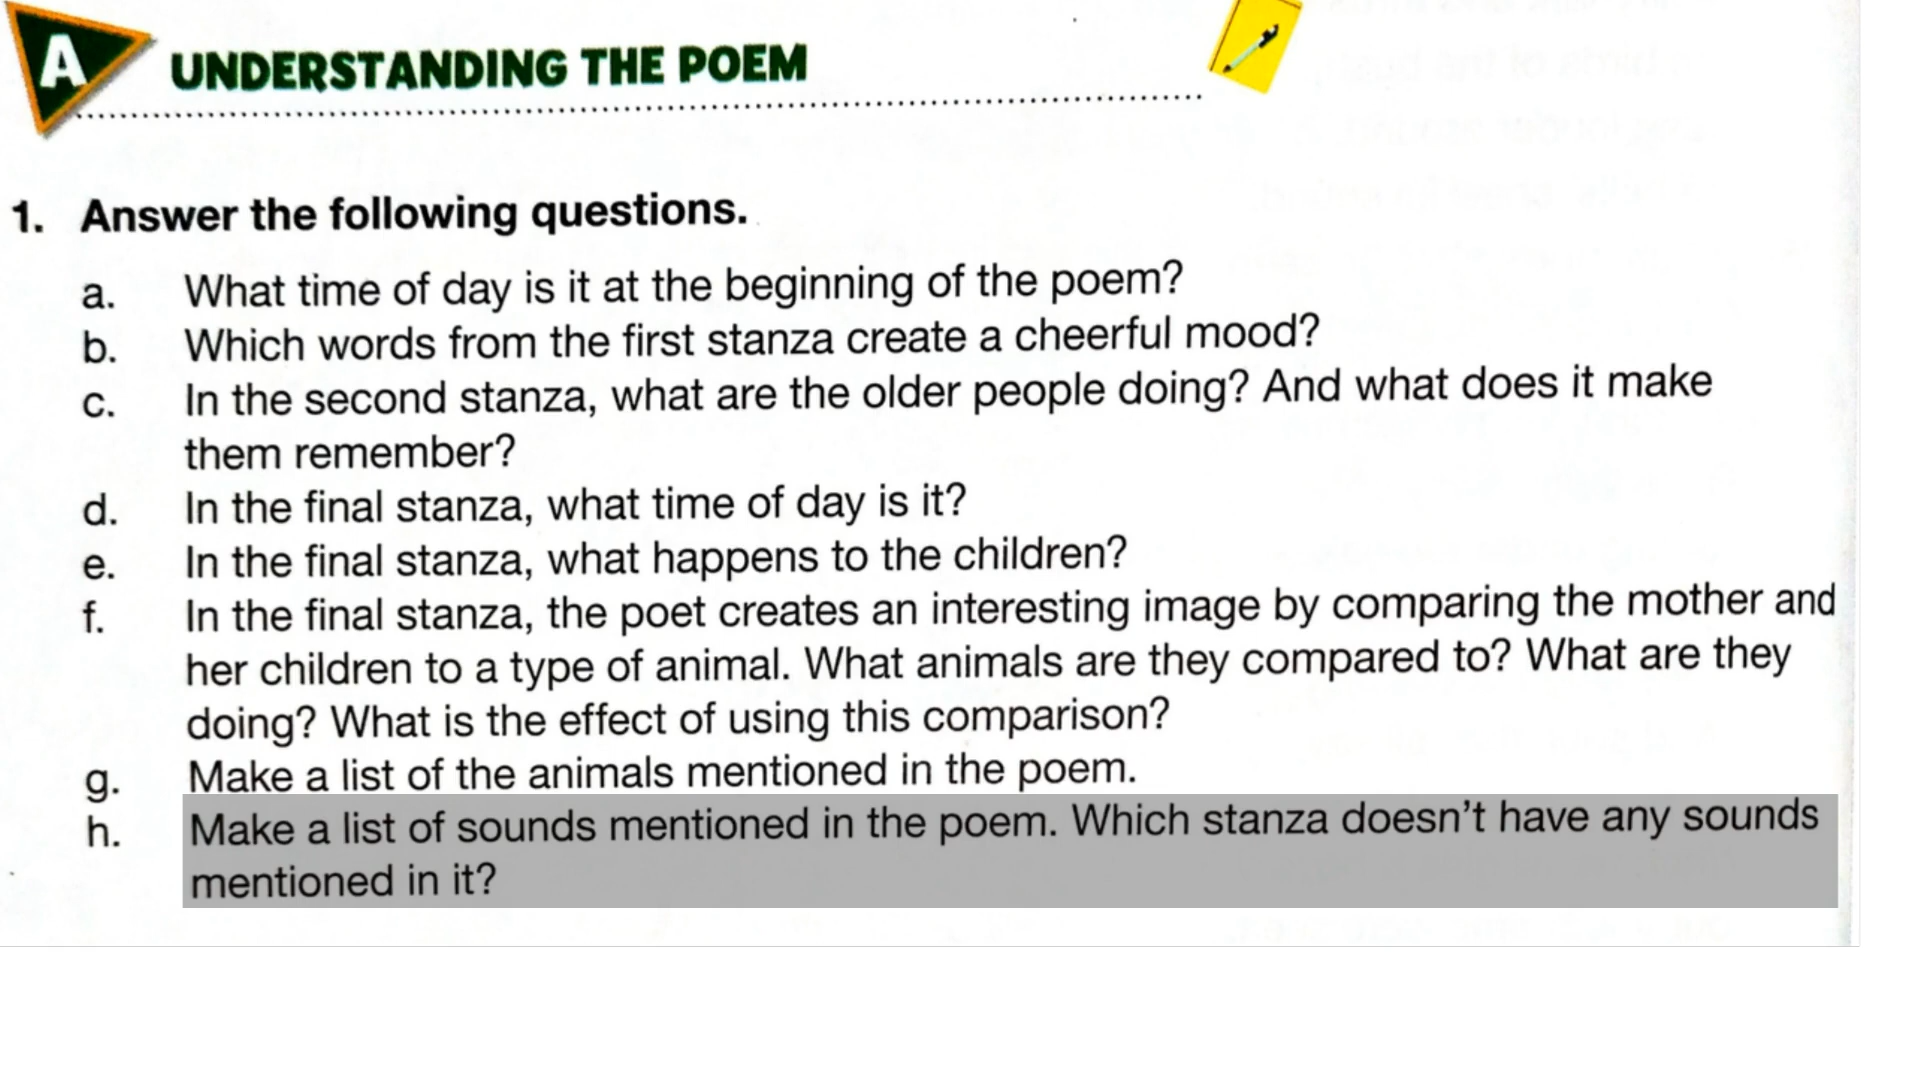 A UNDERSTANDING THE POEM
1. Answer the following questions.
a. What time of day is it at the beginning of the poem?
b. Which words from the first stanza create a cheerful mood?
c. In the second stanza, what are the older people doing? And what does it make
them remember?
d. In the final stanza, what time of day is it?
e. In the final stanza, what happens to the children?
f. In the final stanza, the poet creates an interesting image by comparing the mother and
her children to a type of animal. What animals are they compared to? What are they
doing? What is the effect of using this comparison?
g. Make a list of the animals mentioned in the poem.
h. Make a list of sounds mentioned in the poem. Which stanza doesn't have any sounds
mentioned in it?